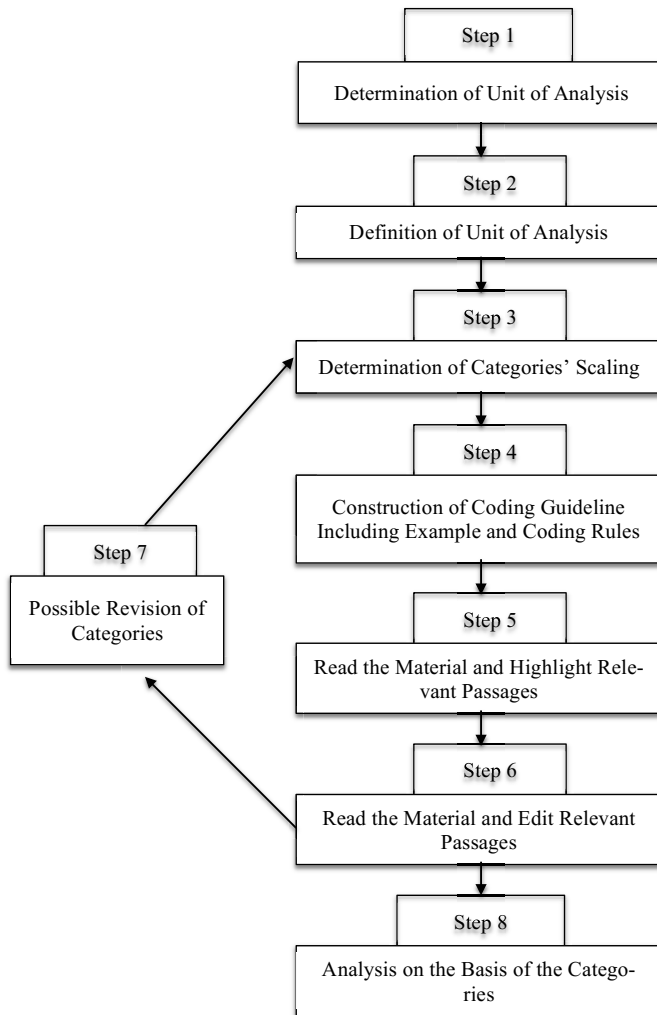 Step 1
Determination of Unit of Analysis
Step 2
Definition of Unit of Analysis
Step 3
Determination of Categories’ Scaling
Step 4
Construction of Coding Guideline
Including Example and Coding Rules
Step 7
Possible Revision of
Categories
Step 5
Read the Material and Highlight Rele-
vant Passages
Step 6
Read the Material and Edit Relevant
Passages
Step 8
Analysis on the Basis of the Catego-
ries